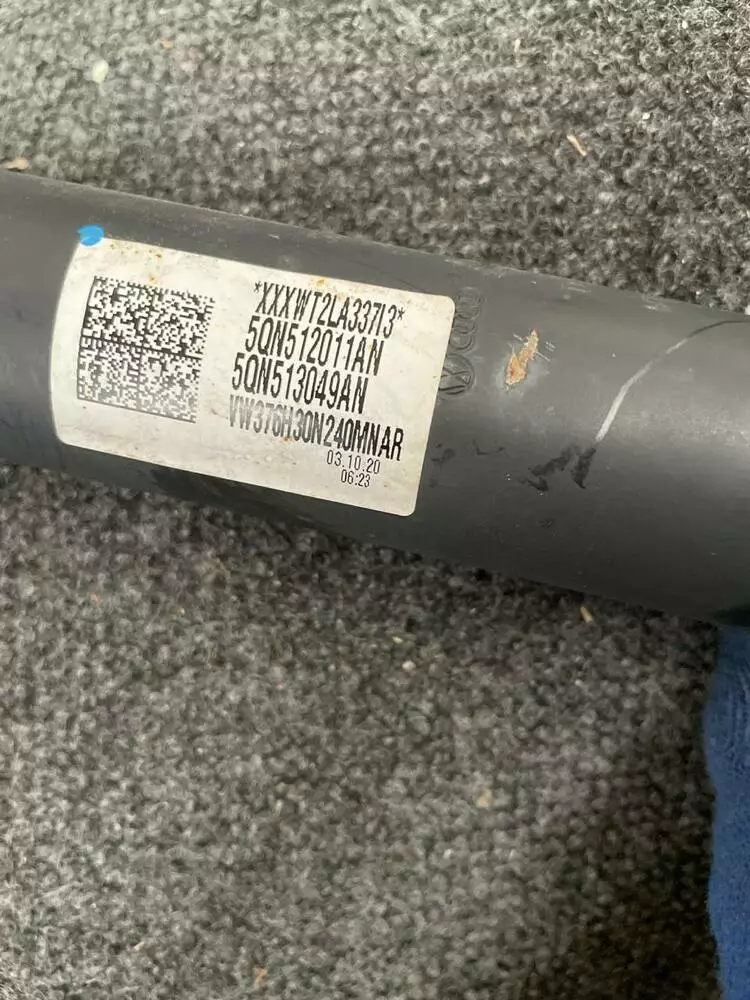 *XXXWT2LA33713*
5QN512011AN
5QN513049AN
VW376H30N240MNAR
03.10.20
06:23